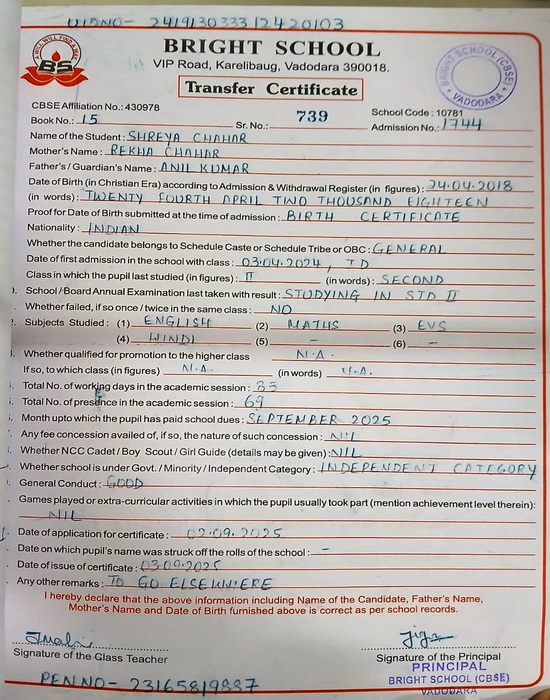 UIDNO- 241913033312420103
BRIGHT SCHOOL
VIP Road, Karelibaug, Vadodara 390018.
BS
BRIGHT SCHOOL (CBSE) VADODARA
Transfer Certificate
CBSE Affiliation No.: 430978 School Code : 10781
Book No.: 15 Sr. No.: 739 Admission No.: 1744
Name of the Student: SHREYA CHAHAR
Mother's Name: REKHA CHAHAR
Father's / Guardian's Name : ANIL KUMAR
Date of Birth (in Christian Era) according to Admission & Withdrawal Register (in figures) : 24.04.2018
(in words) : TWENTY FOURTH APRIL TWO THOUSAND EIGHTEEN
Proof for Date of Birth submitted at the time of admission : BIRTH CERTIFICATE
Nationality : INDIAN
Whether the candidate belongs to Schedule Caste or Schedule Tribe or OBC : GENERAL
Date of first admission in the school with class : 03.04.2024,
Class in which the pupil last studied (in figures) : II (in words) : SECOND
School / Board Annual Examination last taken with result : STUDYING IN STD II
Whether failed, if so once / twice in the same class : NO
Subjects Studied : (1) ENGLISH (2) MATHS (3) EVS
(4) HINDI (5) - (6) -
Whether qualified for promotion to the higher class N.A.
If so, to which class (in figures) N.A. (in words) N.A.
Total No. of working days in the academic session :
Total No. of presence in the academic session : 69
Month upto which the pupil has paid school dues : SEPTEMBER 2025
Any fee concession availed of, if so, the nature of such concession : NIL
Whether NCC Cadet / Boy Scout / Girl Guide (details may be given) : NIL
Whether school is under Govt. / Minority / Independent Category : INDEPENDENT CATEGORY
General Conduct : GOOD
Games played or extra-curricular activities in which the pupil usually took part (mention achievement level therein):
NIL
Date of application for certificate : 02.09.2025
Date on which pupil's name was struck off the rolls of the school : -
Date of issue of certificate : 03.09.2025
Any other remarks : TO GO ELSEWHERE
I hereby declare that the above information including Name of the Candidate, Father's Name,
Mother's Name and Date of Birth furnished above is correct as per school records.
Signature of the Class Teacher Signature of the Principal
PRINCIPAL
BRIGHT SCHOOL (CBSE)
VADODARA
PEN NO- 23165819887